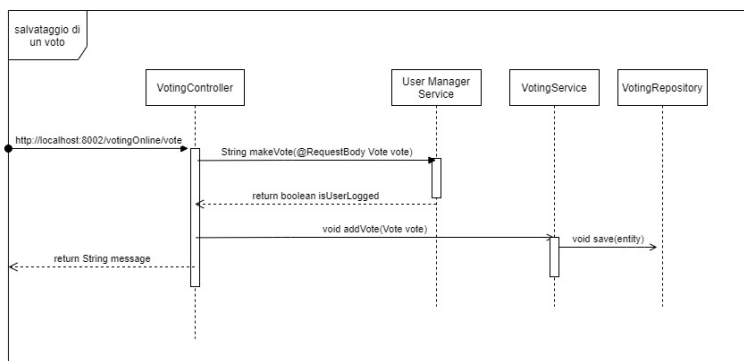 salvataggio di
un voto
VotingController
User Manager
Service
VotingService
VotingRepository
http://localhost:8002/votingOnline/vote
String makeVote(@RequestBody Vote vote)
return boolean isUserLogged
void addVote(Vote vote)
void save(entity)
return String message